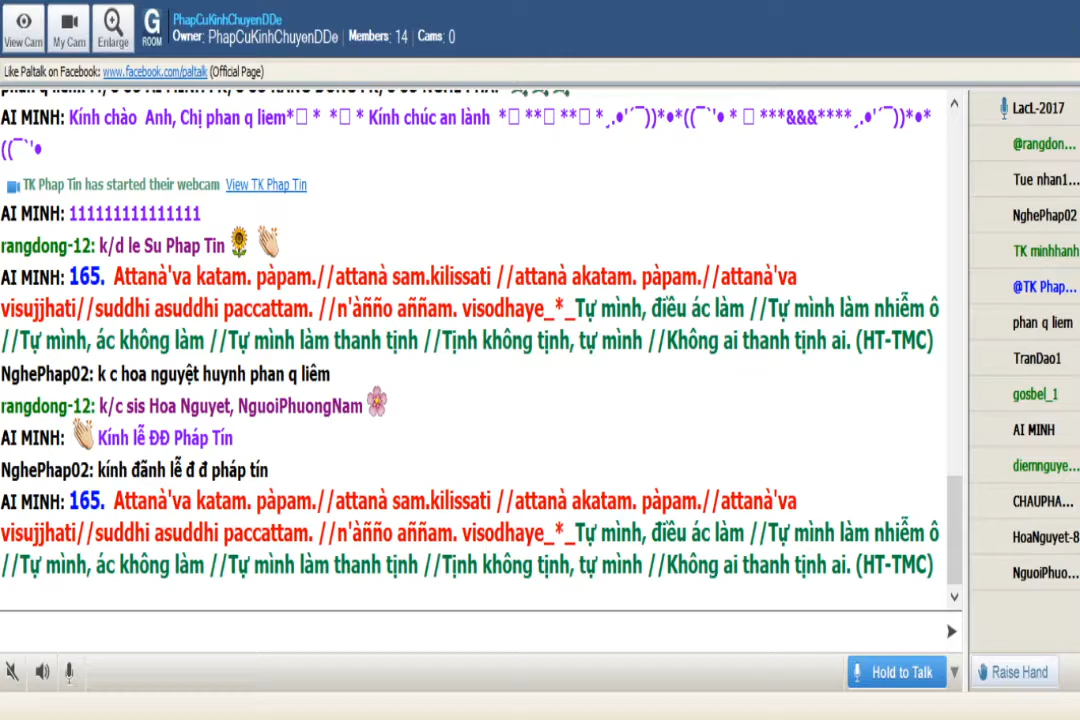 PhapCuKinhChuyenDDe
Owner: PhapCuKinhChuyenDDe | Members: 14 | Cams: 0
View Cam My Cam Enlarge G ROOM
Like Paltalk on Facebook: www.facebook.com/paltalk (Official Page)
AI MINH: Kính chào Anh, Chị phan q liem*□ * *□ * Kính chúc an lành *□ **□ **□ *¸.•'´¯))*•*((¯`'• * □ ***&&&****¸.•'´¯))*•*
((¯`'•
TK Phap Tin has started their webcam View TK Phap Tin
AI MINH: 111111111111111
rangdong-12: k/d le Su Phap Tin
AI MINH: 165. Attanà'va katam. pàpam.//attanà sam.kilissati //attanà akatam. pàpam.//attanà'va
visujjhati//suddhi asuddhi paccattam. //n'àñño aññam. visodhaye_*_Tự mình, điều ác làm //Tự mình làm nhiễm ô
//Tự mình, ác không làm //Tự mình làm thanh tịnh //Tịnh không tịnh, tự mình //Không ai thanh tịnh ai. (HT-TMC)
NghePhap02: k c hoa nguyệt huynh phan q liêm
rangdong-12: k/c sis Hoa Nguyet, NguoiPhuongNam
AI MINH: Kính lễ ĐĐ Pháp Tín
NghePhap02: kính đãnh lễ đ đ pháp tín
AI MINH: 165. Attanà'va katam. pàpam.//attanà sam.kilissati //attanà akatam. pàpam.//attanà'va
visujjhati//suddhi asuddhi paccattam. //n'àñño aññam. visodhaye_*_Tự mình, điều ác làm //Tự mình làm nhiễm ô
//Tự mình, ác không làm //Tự mình làm thanh tịnh //Tịnh không tịnh, tự mình //Không ai thanh tịnh ai. (HT-TMC)
LacL-2017
@rangdon...
Tue nhan1...
NghePhap02
TK minhhanh
@TK Phap...
phan q liem
TranDao1
gosbel_1
AI MINH
diemnguye...
CHAUPHA...
HoaNguyet-8
NguoiPhuo...
Hold to Talk
Raise Hand